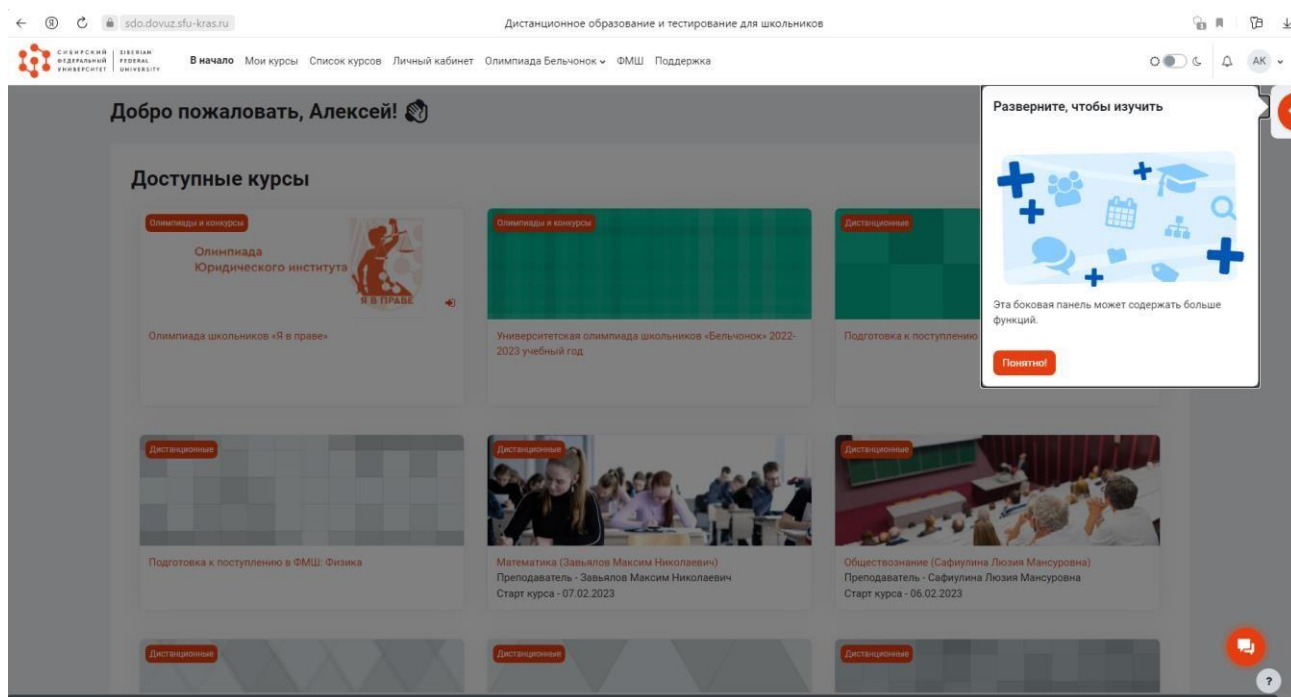 sdo.dovuz.sfu-kras.ru
Дистанционное образование и тестирование для школьников
СИБИРСКИЙ
ФЕДЕРАЛЬНЫЙ
УНИВЕРСИТЕТ
SIBERIAN
FEDERAL
UNIVERSITY
В начало Мои курсы Список курсов Личный кабинет Олимпиада Бельчонок ФМШ Поддержка
АК
Добро пожаловать, Алексей!
Разверните, чтобы изучить
Эта боковая панель может содержать больше
функций.
Понятно!
Доступные курсы
Олимпиады и конкурсы
Олимпиада
Юридического института
Я В ПРАВЕ
Олимпиада школьников «Я в праве»
Олимпиады и конкурсы
Университетская олимпиада школьников «Бельчонок» 2022-
2023 учебный год
Дистанционные
Подготовка к поступлению
Дистанционные
Подготовка к поступлению в ФМШ: Физика
Дистанционные
Математика (Завьялов Максим Николаевич)
Преподаватель - Завьялов Максим Николаевич
Старт курса - 07.02.2023
Дистанционные
Обществознание (Сафиулина Люзия Мансуровна)
Преподаватель - Сафиулина Люзия Мансуровна
Старт курса - 06.02.2023
Дистанционные
Дистанционные
Дистанционные
?